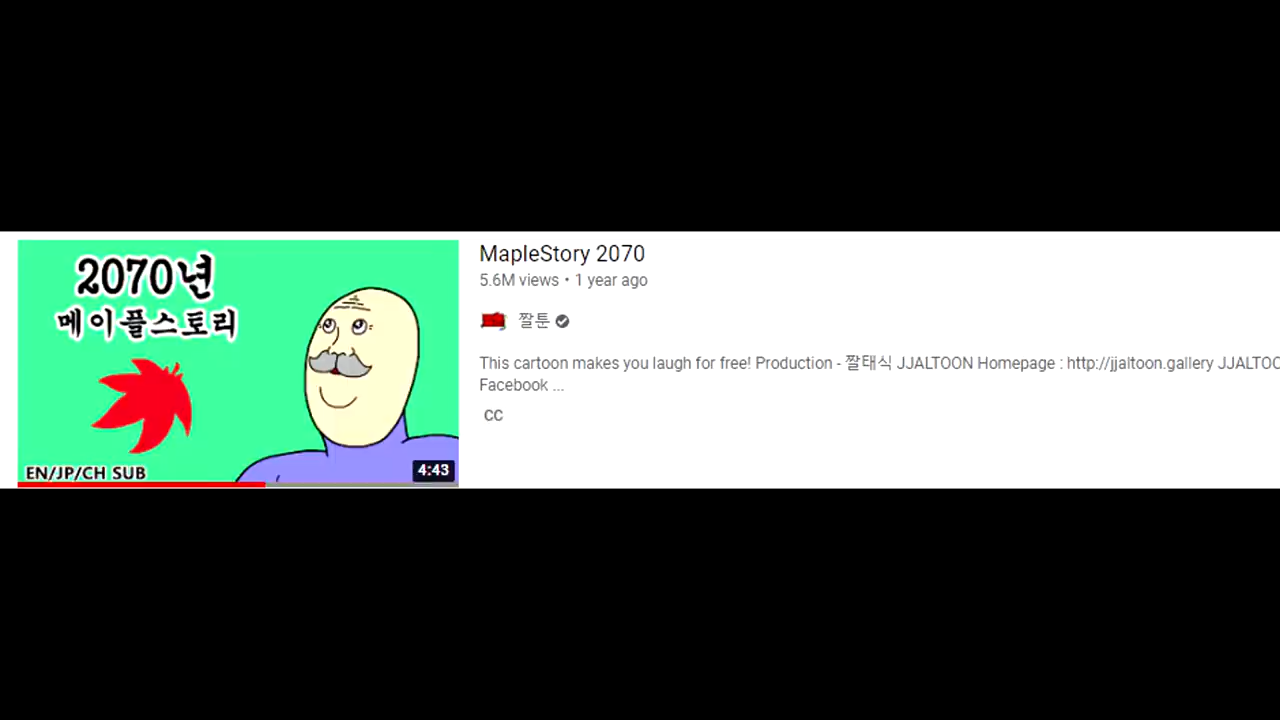 2070년
메이플스토리
EN/JP/CH SUB
4:43
MapleStory 2070
5.6M views • 1 year ago
짤툰
This cartoon makes you laugh for free! Production - 짤태식 JJALTOON Homepage : http://jjaltoon.gallery JJALTOO
Facebook ...
CC